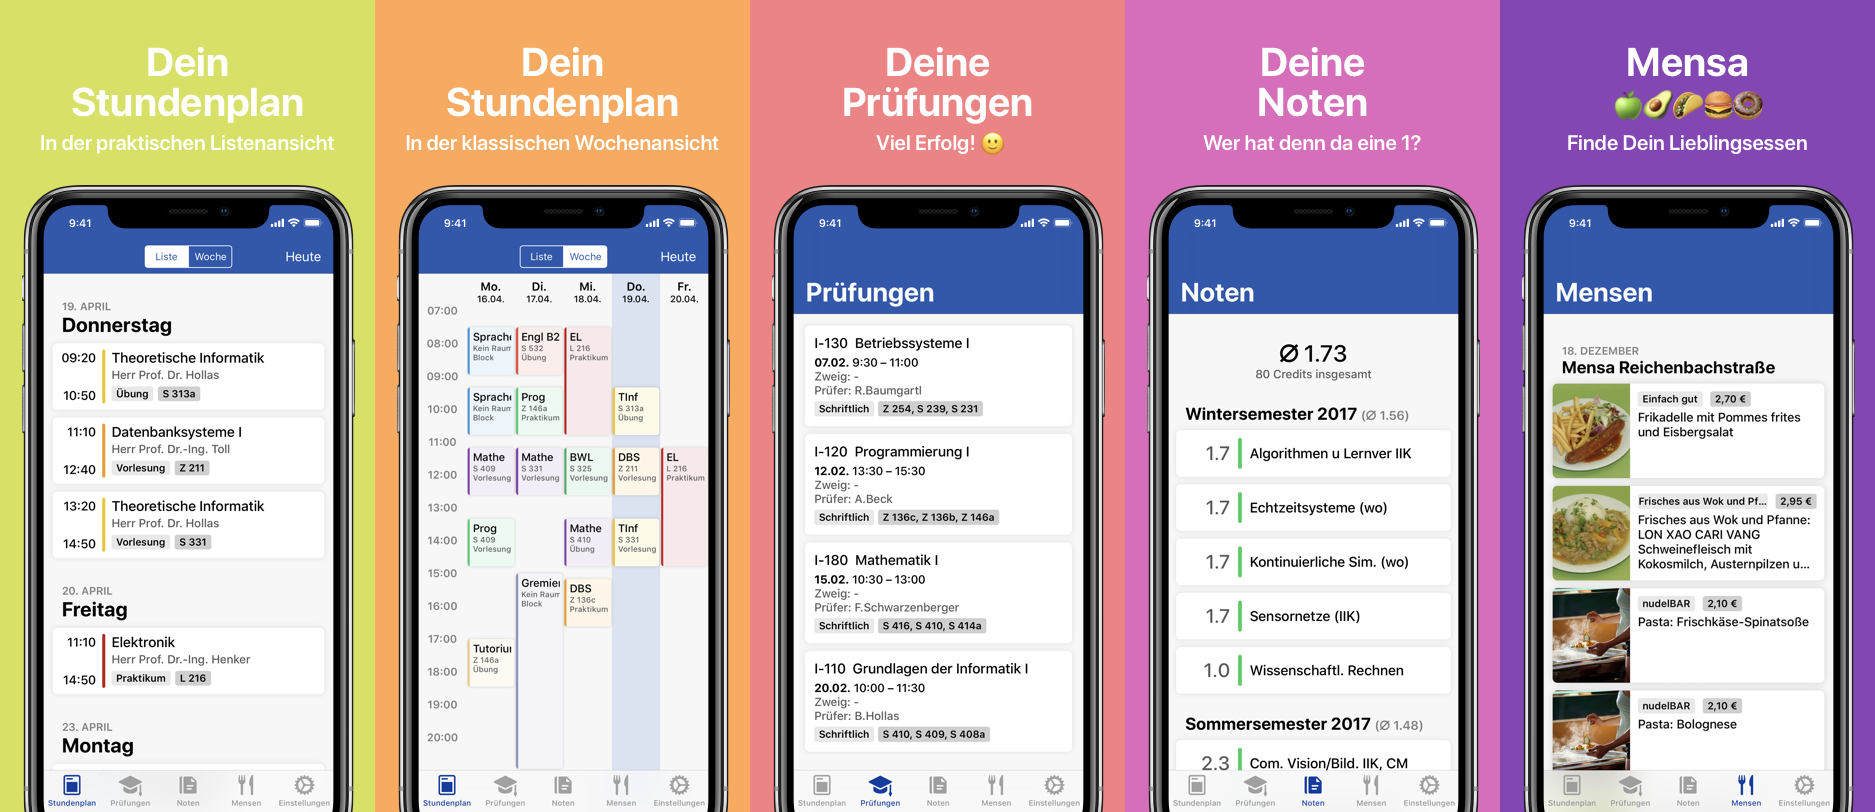 Dein
Stundenplan
In der praktischen Listenansicht
9:41
Liste Woche Heute
19. APRIL
Donnerstag
09:20 Theoretische Informatik
Herr Prof. Dr. Hollas
10:50 Übung S 313a
11:10 Datenbanksysteme I
Herr Prof. Dr.-Ing. Toll
12:40 Vorlesung Z 211
13:20 Theoretische Informatik
Herr Prof. Dr. Hollas
14:50 Vorlesung S 331
20. APRIL
Freitag
11:10 Elektronik
Herr Prof. Dr.-Ing. Henker
14:50 Praktikum L 216
23. APRIL
Montag
Stundenplan Prüfungen Noten Mensen Einstellungen
Dein
Stundenplan
In der klassischen Wochenansicht
9:41
Liste Woche Heute
Mo. Di. Mi. Do. Fr.
16.04. 17.04. 18.04. 19.04. 20.04.
07:00
08:00
09:00
10:00
11:00
12:00
13:00
14:00
15:00
16:00
17:00
18:00
19:00
20:00
Sprache
Kein Raum
Block
Sprache
Kein Raum
Block
Mathe
S 409
Vorlesung
Prog
S 409
Vorlesung
Tutoriu
Z 146a
Übung
Engl B2
S 532
Übung
Prog
Z 146a
Praktikum
Mathe
S 331
Vorlesung
Gremie
Kein Raum
Block
EL
L 216
Praktikum
BWL
S 325
Vorlesung
Mathe
S 410
Übung
DBS
Z 136c
Praktikum
TInf
S 313a
Übung
DBS
Z 211
Vorlesung
TInf
S 331
Vorlesung
EL
L 216
Praktikum
Stundenplan Prüfungen Noten Mensen Einstellungen
Deine
Prüfungen
Viel Erfolg! 🙂
9:41
Prüfungen
I-130 Betriebssysteme I
07.02. 9:30 – 11:00
Zweig: -
Prüfer: R.Baumgartl
Schriftlich Z 254, S 239, S 231
I-120 Programmierung I
12.02. 13:30 – 15:30
Zweig: -
Prüfer: A.Beck
Schriftlich Z 136c, Z 136b, Z 146a
I-180 Mathematik I
15.02. 10:30 – 13:00
Zweig: -
Prüfer: F.Schwarzenberger
Schriftlich S 416, S 410, S 414a
I-110 Grundlagen der Informatik I
20.02. 10:00 – 11:30
Zweig: -
Prüfer: B.Hollas
Schriftlich S 410, S 409, S 408a
Stundenplan Prüfungen Noten Mensen Einstellungen
Deine
Noten
Wer hat denn da eine 1?
9:41
Noten
Ø 1.73
80 Credits insgesamt
Wintersemester 2017 (Ø 1.56)
1.7 Algorithmen u Lernver IIK
1.7 Echtzeitsysteme (wo)
1.7 Kontinuierliche Sim. (wo)
1.7 Sensornetze (IIK)
1.0 Wissenschaftl. Rechnen
Sommersemester 2017 (Ø 1.48)
2.3 Com. Vision/Bild. IIK, CM
Stundenplan Prüfungen Noten Mensen Einstellungen
Mensa
🍏🥑🌮🍔🍩
Finde Dein Lieblingsessen
9:41
Mensen
18. DEZEMBER
Mensa Reichenbachstraße
Einfach gut 2,70 €
Frikadelle mit Pommes frites
und Eisbergsalat
Frisches aus Wok und Pf... 2,95 €
Frisches aus Wok und Pfanne:
LON XAO CARI VANG
Schweinefleisch mit
Kokosmilch, Austernpilzen u...
nudelBAR 2,10 €
Pasta: Frischkäse-Spinatsoße
nudelBAR 2,10 €
Pasta: Bolognese
Stundenplan Prüfungen Noten Mensen Einstellungen